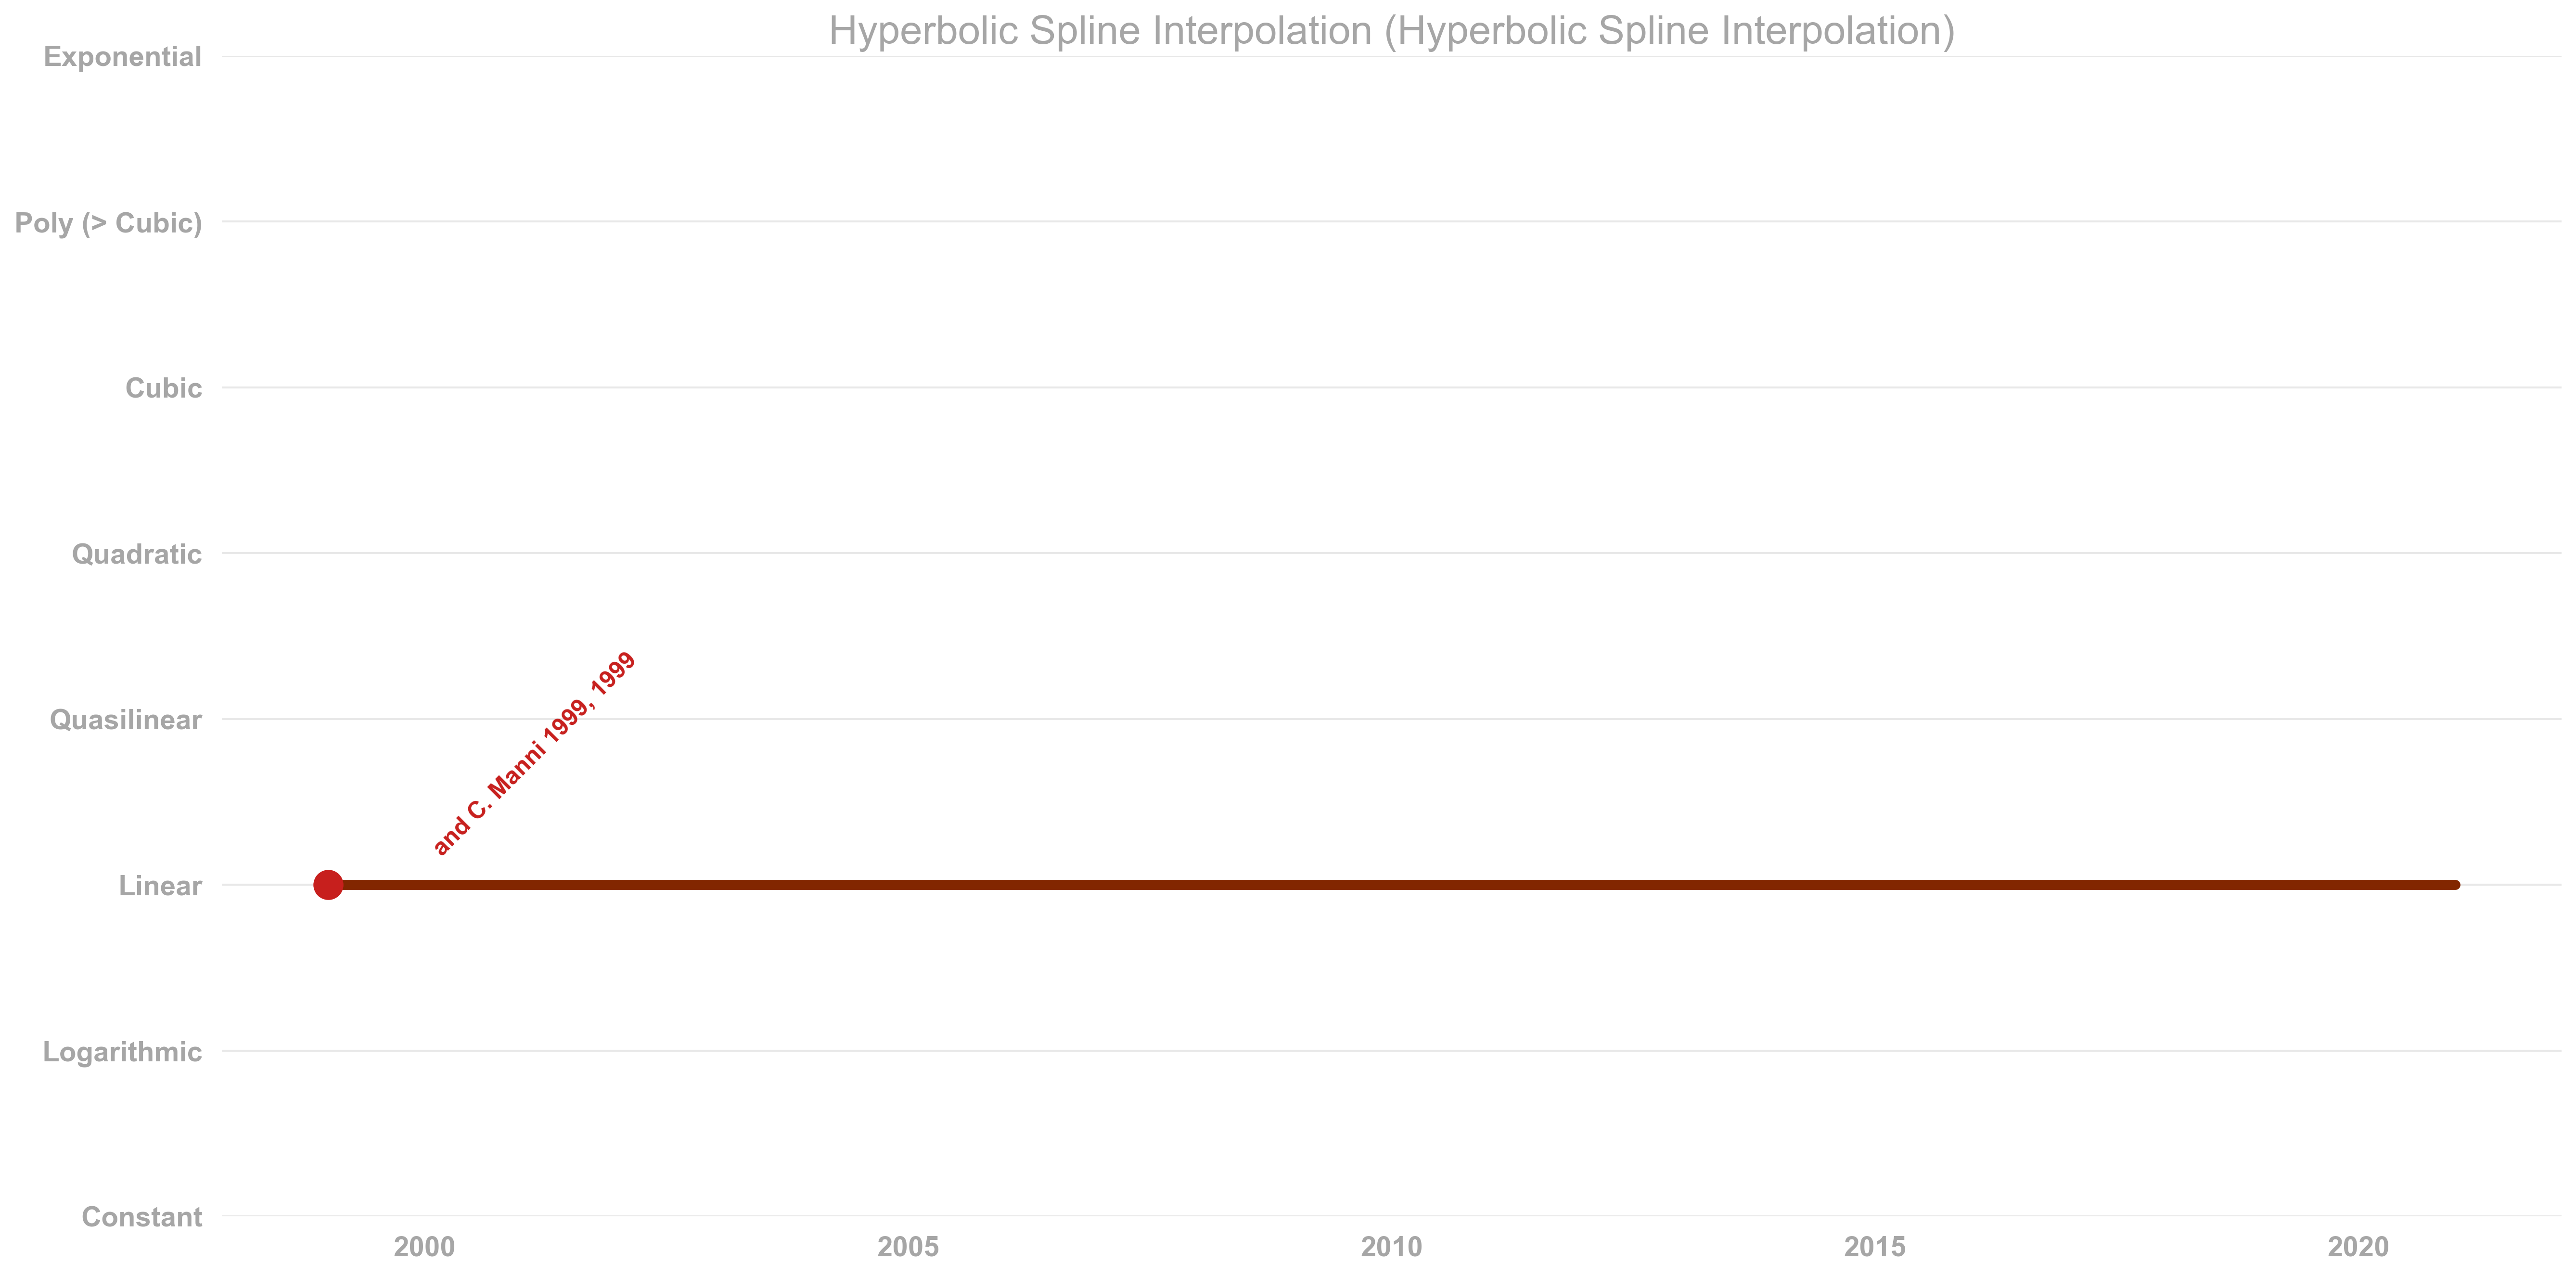 Hyperbolic Spline Interpolation (Hyperbolic Spline Interpolation)
Exponential
Poly (> Cubic)
Cubic
Quadratic
Quasilinear
Linear
Logarithmic
Constant
and C. Manni 1999, 1999
2000
2005
2010
2015
2020